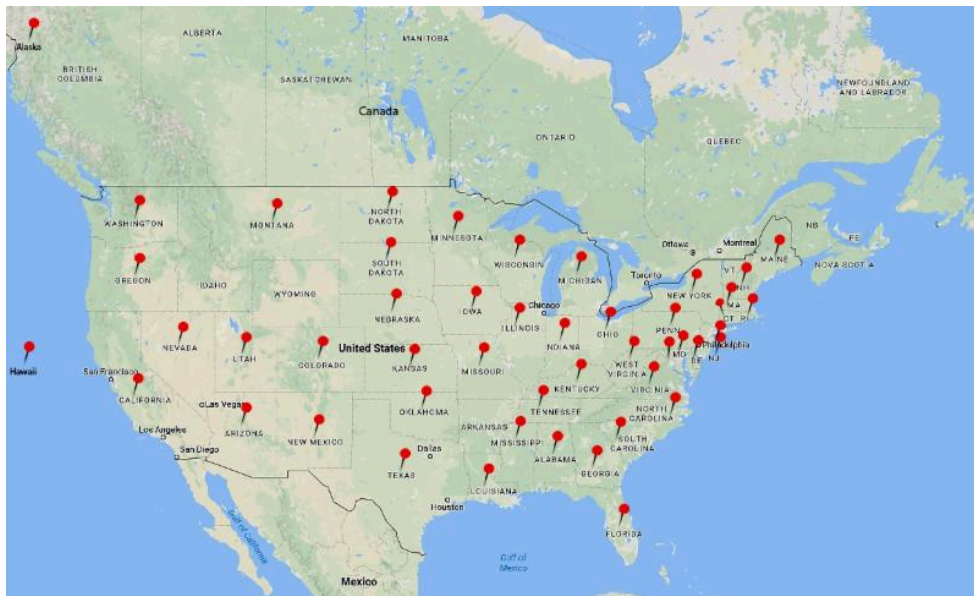 Alaska
ALBERTA
MANITOBA
BRITISH
COLUMBIA
SASKATCHEWAN
NEWFOUNDLAND
AND LABRADOR
Canada
ONTARIO
QUEBEC
WASHINGTON
MONTANA
NORTH
DAKOTA
MINNESOTA
Ottawa
Montreal
NB
PE
MAINE
NOVA SCOTIA
OREGON
IDAHO
SOUTH
DAKOTA
WISCONSIN
MICHIGAN
Toronto
VT
NH
WYOMING
NEW YORK
MA
NEBRASKA
IOWA
Chicago
ILLINOIS
CT RI
NEVADA
UTAH
COLORADO
United States
KANSAS
MISSOURI
NDIANA
OHIO
PENN
Philadelphia
MD
DE
NJ
WEST
VIRGINIA
Hawaii
San Francisco
CALIFORNIA
KENTUCKY
VIRGINIA
Las Vegas
OKLAHOMA
TENNESSEE
NORTH
CAROLINA
Los Angeles
ARIZONA
NEW MEXICO
ARKANSAS
MISSISSIPPI
SOUTH
CAROLINA
San Diego
Dallas
TEXAS
ALABAMA
GEORGIA
LOUISIANA
Houston
FLORIDA
Gulf of
California
Gulf of
Mexico
Mexico